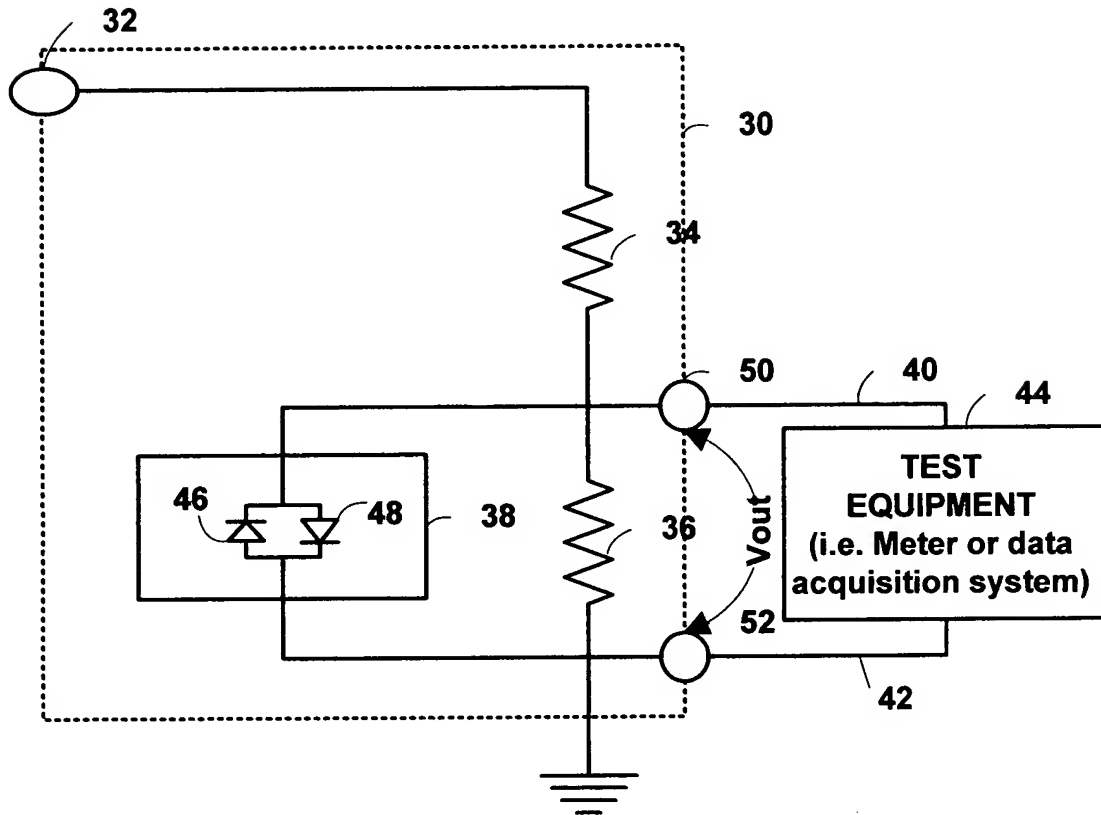 32
30
34
50
40
44
TEST
EQUIPMENT
(i.e. Meter or data
acquisition system)
46
48
38
36
Vout
52
42